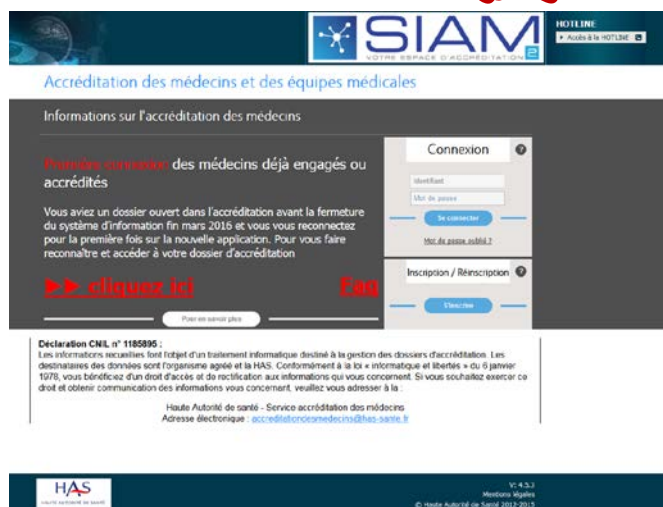 SIAM 2
VOTRE ESPACE D'ACCRÉDITATION
HOTLINE
Accès à la HOTLINE
Accréditation des médecins et des équipes médicales
Informations sur l'accréditation des médecins
Première connexion des médecins déjà engagés ou
accrédités
Vous aviez un dossier ouvert dans l'accréditation avant la fermeture
du système d'information fin mars 2016 et vous vous reconnectez
pour la première fois sur la nouvelle application. Pour vous faire
reconnaître et accéder à votre dossier d'accréditation
►► cliquez ici
Faq
Pour en savoir plus
Connexion ?
Identifiant
Mot de passe
Se connecter
Mot de passe oublié ?
Inscription / Réinscription ?
S'inscrire
Déclaration CNIL n° 1185895 :
Les informations recueillies font l'objet d'un traitement informatique destiné à la gestion des dossiers d'accréditation. Les
destinataires des données sont l'organisme agréé et la HAS. Conformément à la loi « informatique et libertés » du 6 janvier
1978, vous bénéficiez d'un droit d'accès et de rectification aux informations qui vous concernent. Si vous souhaitez exercer ce
droit et obtenir communication des informations vous concernent, veuillez vous adresser à la :
Haute Autorité de santé - Service accréditation des médecins
Adresse électronique : accreditationdesmedecins@has-sante.fr
HAS
HAUTE AUTORITÉ DE SANTÉ
V: 4.5.3
Mentions légales
© Haute Autorité de Santé 2012-2015